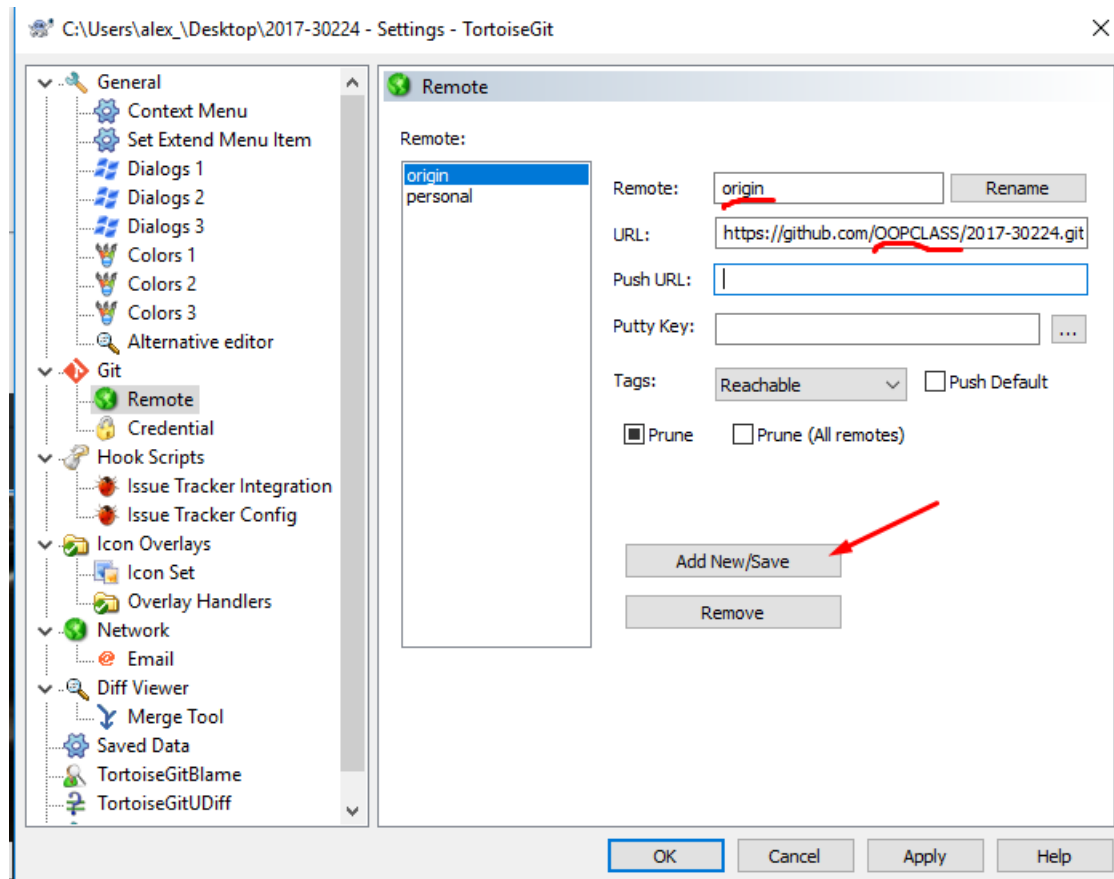 C:\Users\alex_\Desktop\2017-30224 - Settings - TortoiseGit
General
Context Menu
Set Extend Menu Item
Dialogs 1
Dialogs 2
Dialogs 3
Colors 1
Colors 2
Colors 3
Alternative editor
Git
Remote
Credential
Hook Scripts
Issue Tracker Integration
Issue Tracker Config
Icon Overlays
Icon Set
Overlay Handlers
Network
Email
Diff Viewer
Merge Tool
Saved Data
TortoiseGitBlame
TortoiseGitUDiff
Remote
Remote:
origin
personal
Remote: origin Rename
URL: https://github.com/OOPCLASS/2017-30224.git
Push URL:
Putty Key: ...
Tags: Reachable Push Default
Prune Prune (All remotes)
Add New/Save
Remove
OK Cancel Apply Help